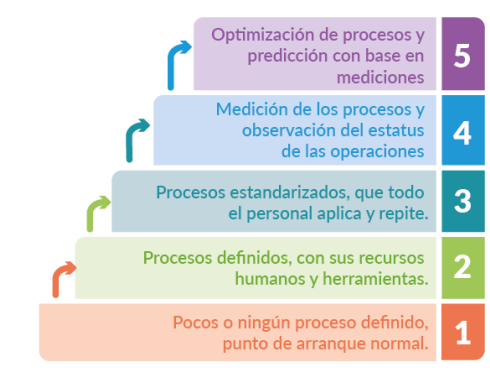 Optimización de procesos y
predicción con base en
mediciones
5
Medición de los procesos y
observación del estatus
de las operaciones
4
Procesos estandarizados, que todo
el personal aplica y repite.
3
Procesos definidos, con sus recursos
humanos y herramientas.
2
Pocos o ningún proceso definido,
punto de arranque normal.
1